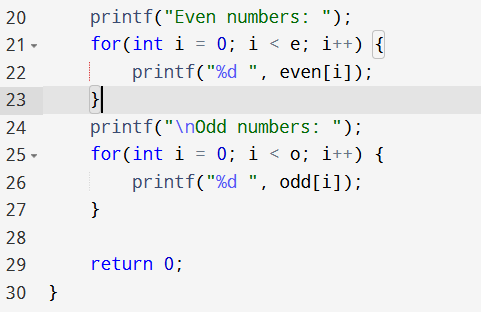 20 printf("Even numbers: ");
21 for(int i = 0; i < e; i++) {
22 printf("%d ", even[i]);
23 }
24 printf("\nOdd numbers: ");
25 for(int i = 0; i < o; i++) {
26 printf("%d ", odd[i]);
27 }
28
29 return 0;
30 }